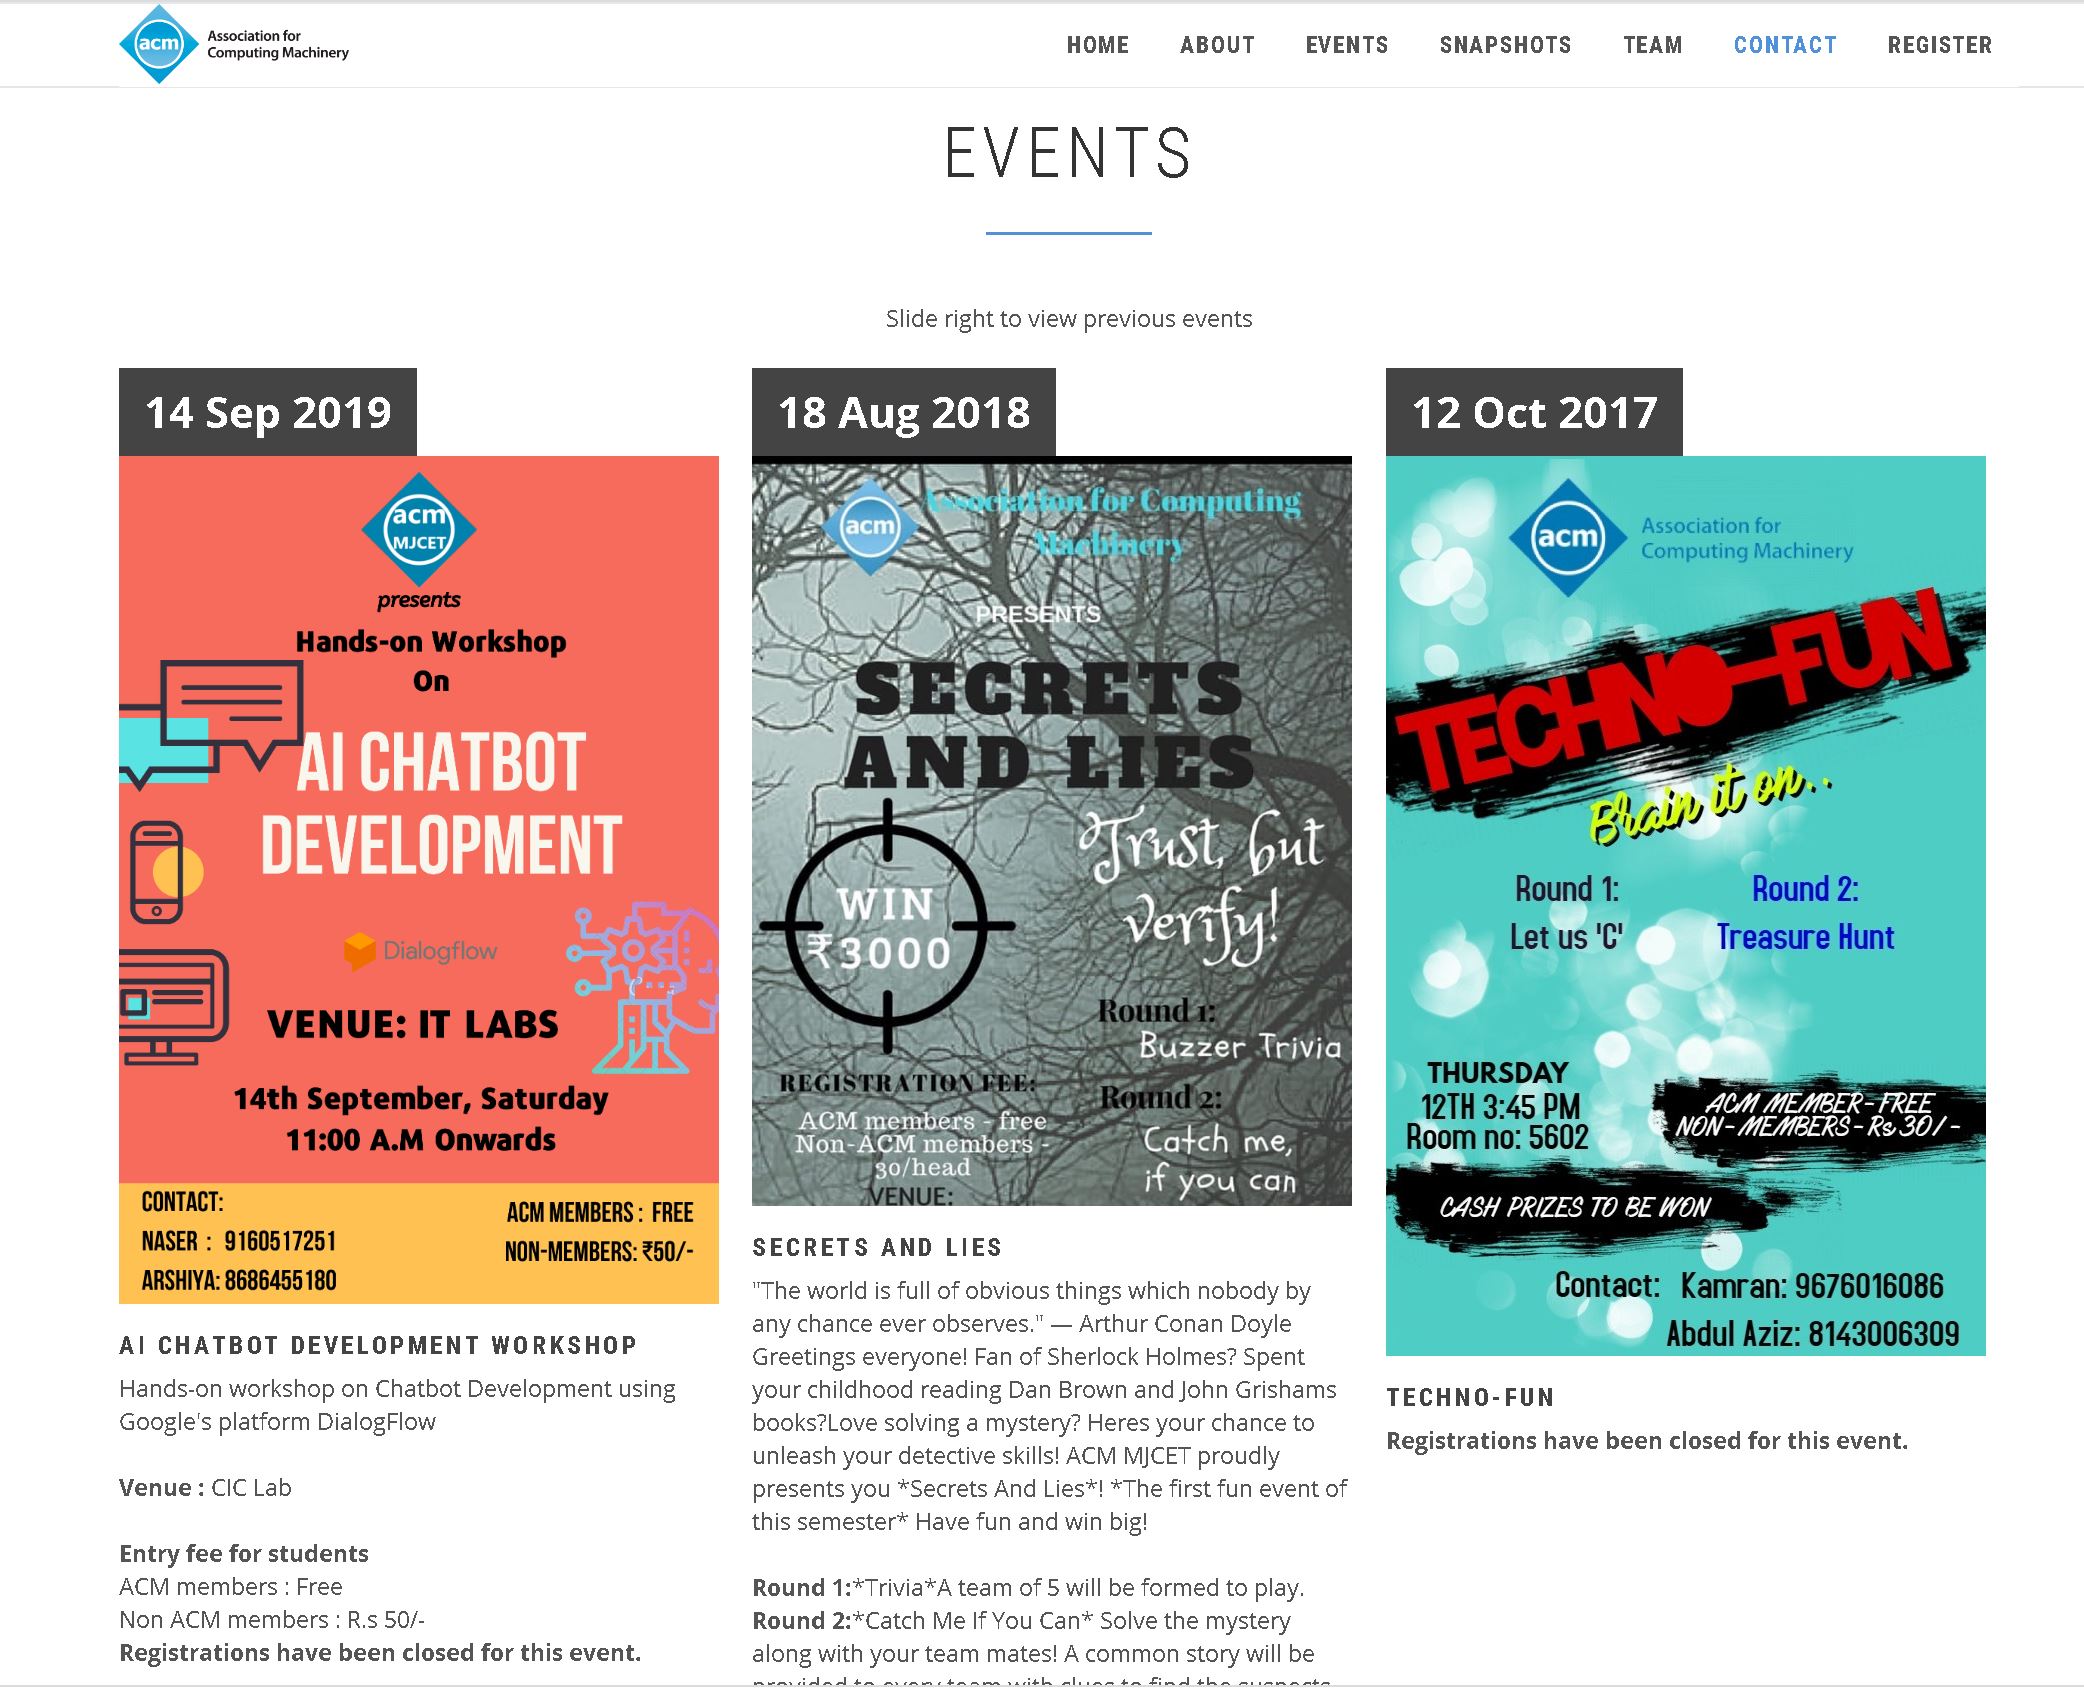 acm
Association for
Computing Machinery
HOME ABOUT EVENTS SNAPSHOTS TEAM CONTACT REGISTER
EVENTS
Slide right to view previous events
14 Sep 2019
acm
MJCET
presents
Hands-on Workshop
On
AI CHATBOT
DEVELOPMENT
Dialogflow
VENUE: IT LABS
14th September, Saturday
11:00 A.M Onwards
CONTACT:
NASER : 9160517251
ARSHIYA: 8686455180
ACM MEMBERS : FREE
NON-MEMBERS: ₹50/-
AI CHATBOT DEVELOPMENT WORKSHOP
Hands-on workshop on Chatbot Development using
Google's platform DialogFlow
Venue : CIC Lab
Entry fee for students
ACM members : Free
Non ACM members : R.s 50/-
Registrations have been closed for this event.
18 Aug 2018
acm
Association for Computing
Machinery
PRESENTS
SECRETS
AND LIES
Trust, but
verify!
WIN
₹3000
Round 1:
Buzzer Trivia
REGISTRATION FEE:
ACM members - free
Non-ACM members -
30/head
VENUE:
Round 2:
Catch me,
if you can
SECRETS AND LIES
"The world is full of obvious things which nobody by
any chance ever observes." — Arthur Conan Doyle
Greetings everyone! Fan of Sherlock Holmes? Spent
your childhood reading Dan Brown and John Grishams
books?Love solving a mystery? Heres your chance to
unleash your detective skills! ACM MJCET proudly
presents you *Secrets And Lies*! *The first fun event of
this semester* Have fun and win big!
Round 1:*Trivia*A team of 5 will be formed to play.
Round 2:*Catch Me If You Can* Solve the mystery
along with your team mates! A common story will be
provided to every team with clues to find the suspects
12 Oct 2017
acm
Association for
Computing Machinery
TECHNO-FUN
Brain it on..
Round 1:
Let us 'C'
Round 2:
Treasure Hunt
THURSDAY
12TH 3:45 PM
Room no: 5602
ACM MEMBER-FREE
NON-MEMBERS-Rs 30/-
CASH PRIZES TO BE WON
Contact: Kamran: 9676016086
Abdul Aziz: 8143006309
TECHNO-FUN
Registrations have been closed for this event.